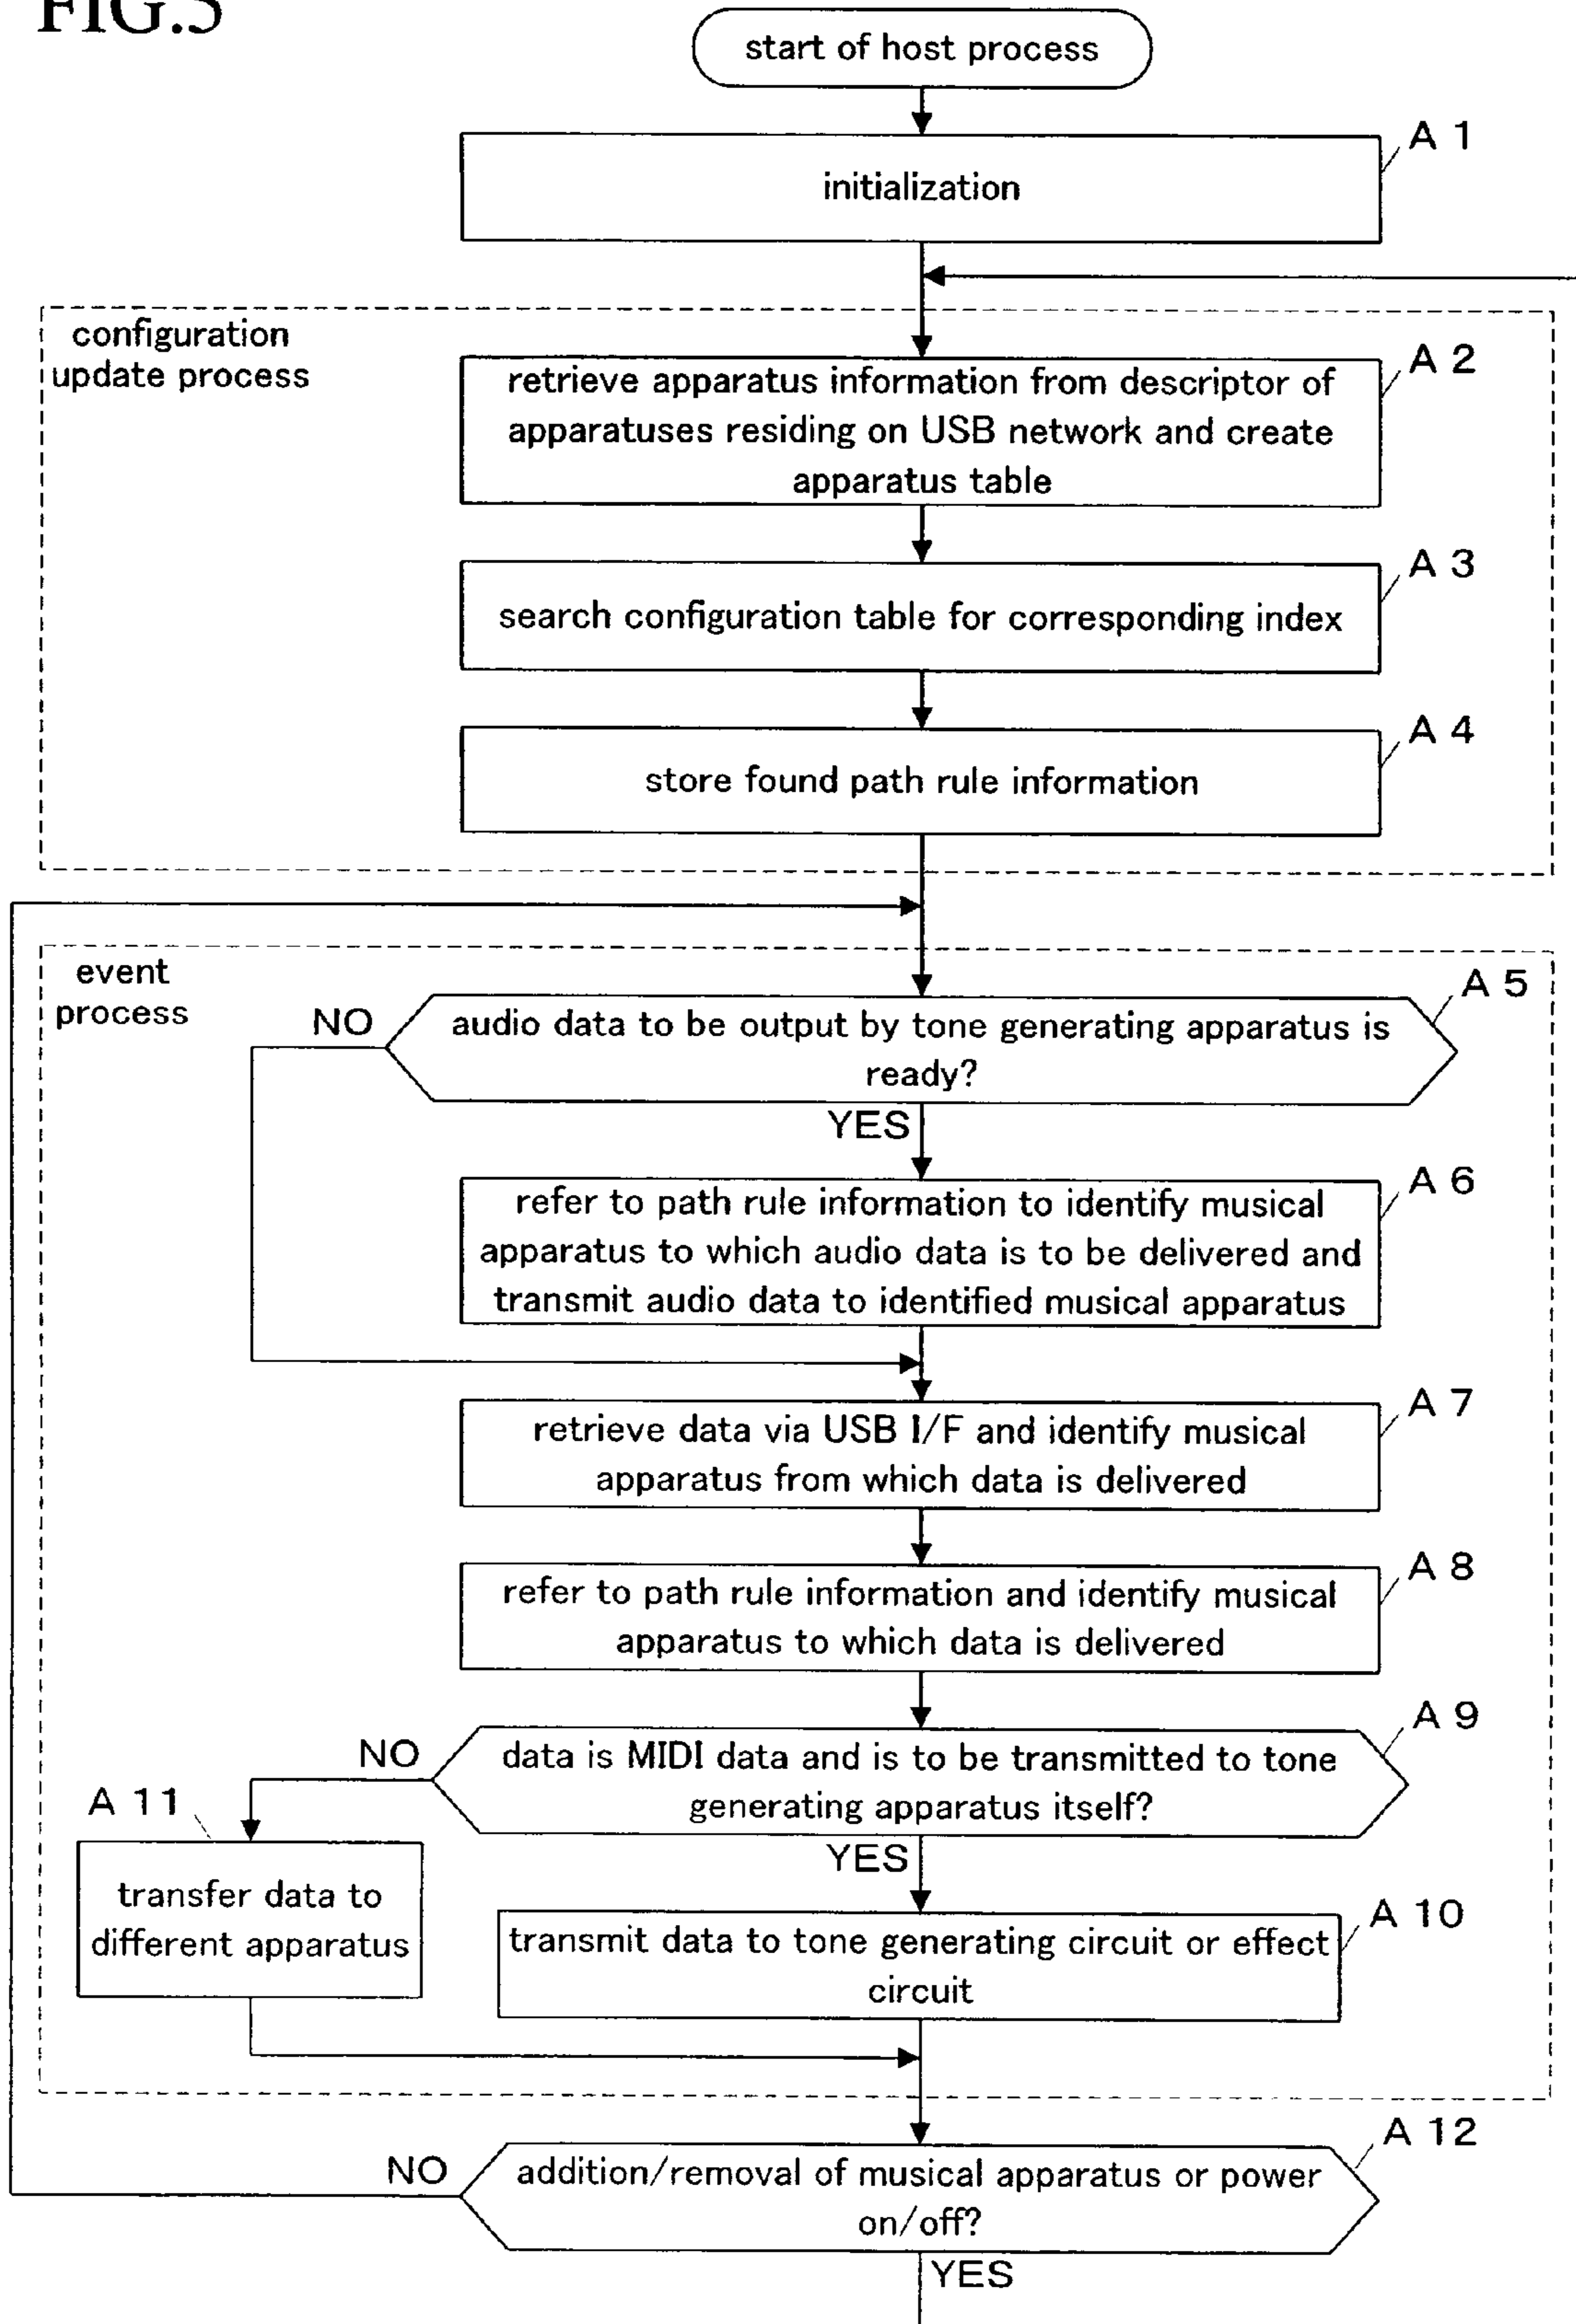 FIG.5
start of host process
A 1
initialization
configuration
update process
A 2
retrieve apparatus information from descriptor of
apparatuses residing on USB network and create
apparatus table
A 3
search configuration table for corresponding index
A 4
store found path rule information
event
process
A 5
NO
audio data to be output by tone generating apparatus is
ready?
YES
A 6
refer to path rule information to identify musical
apparatus to which audio data is to be delivered and
transmit audio data to identified musical apparatus
A 7
retrieve data via USB I/F and identify musical
apparatus from which data is delivered
A 8
refer to path rule information and identify musical
apparatus to which data is delivered
A 9
NO
data is MIDI data and is to be transmitted to tone
generating apparatus itself?
YES
A 11
transfer data to
different apparatus
A 10
transmit data to tone generating circuit or effect
circuit
A 12
NO
addition/removal of musical apparatus or power
on/off?
YES